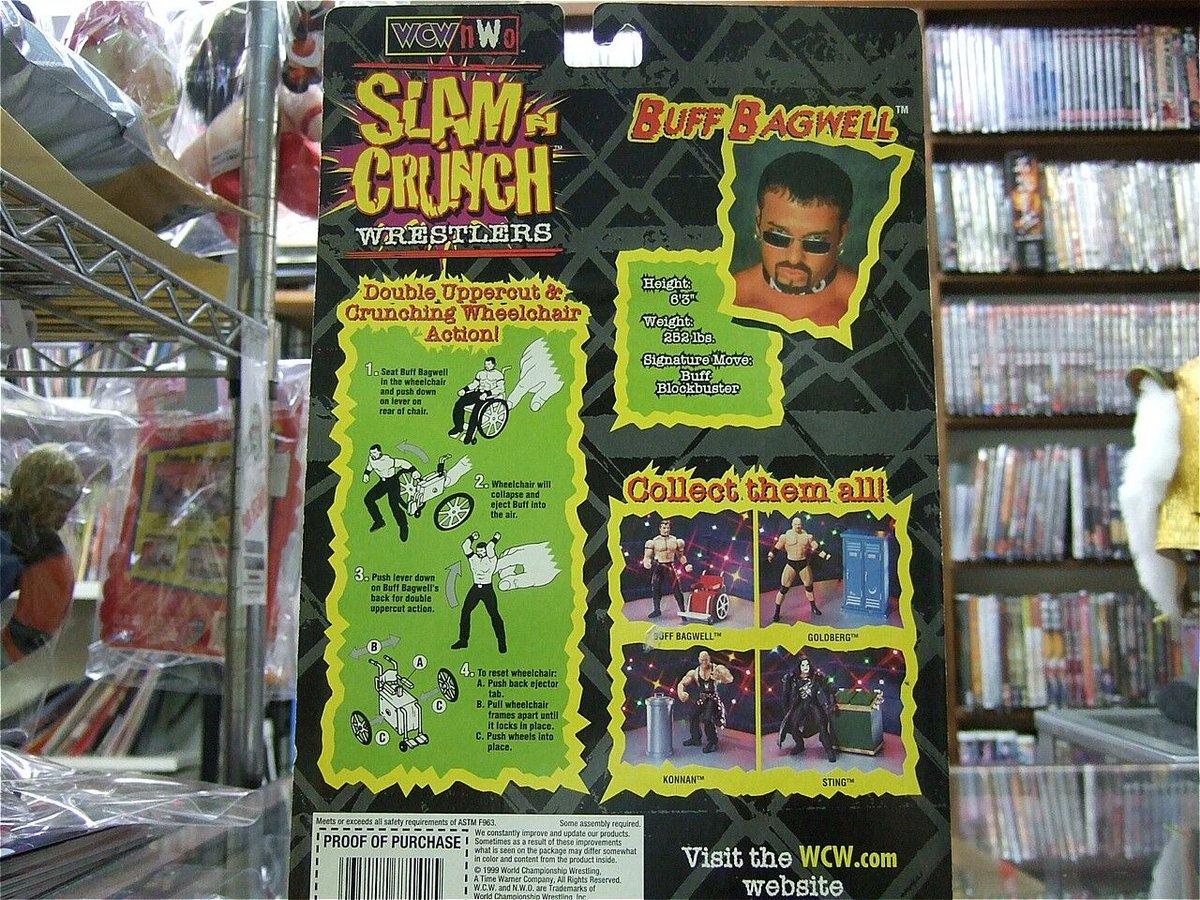 WCW nWo
SLAM N
CRUNCH™
WRESTLERS
Double Uppercut &
Crunching Wheelchair
Action!
1. Seat Buff Bagwell
in the wheelchair
and push down
on lever on
rear of chair.
2. Wheelchair will
collapse and
eject Buff into
the air.
3. Push lever down
on Buff Bagwell's
back for double
uppercut action.
B
A
C
C
4. To reset wheelchair:
A. Push back ejector
tab.
B. Pull wheelchair
frames apart until
it locks in place.
C. Push wheels into
place.
BUFF BAGWELL™
Height:
6'3"
Weight:
252 lbs.
Signature Move:
Buff
Blockbuster
Collect them all!
BUFF BAGWELL™
GOLDBERG™
KONNAN™
STING™
Meets or exceeds all safety requirements of ASTM F963.
Some assembly required.
PROOF OF PURCHASE
We constantly improve and update our products.
Sometimes as a result of these improvements
what is seen on the package may differ somewhat
in color and content from the product inside.
© 1999 World Championship Wrestling,
A Time Warner Company, All Rights Reserved.
W.C.W. and N.W.O. are Trademarks of
World Championship Wrestling, Inc.
Visit the WCW.com
website